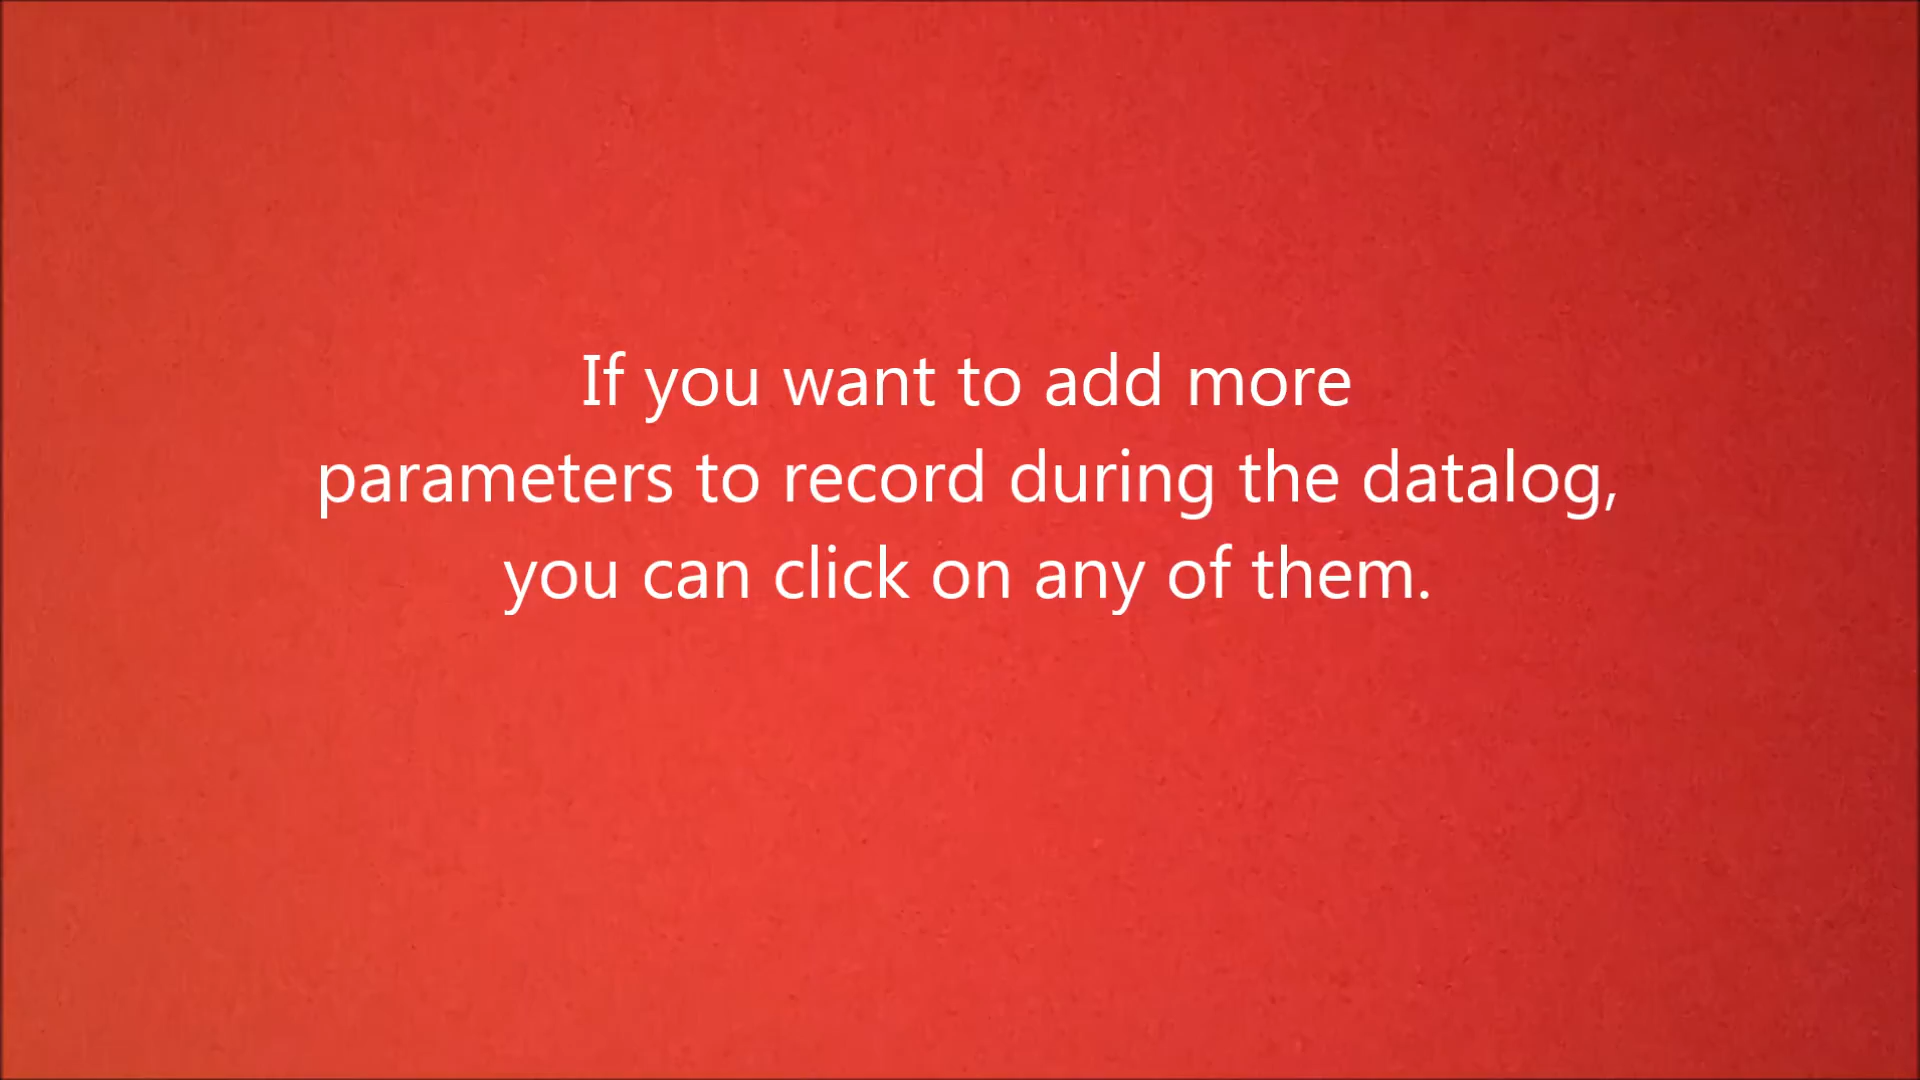 If you want to add more
parameters to record during the datalog,
you can click on any of them.